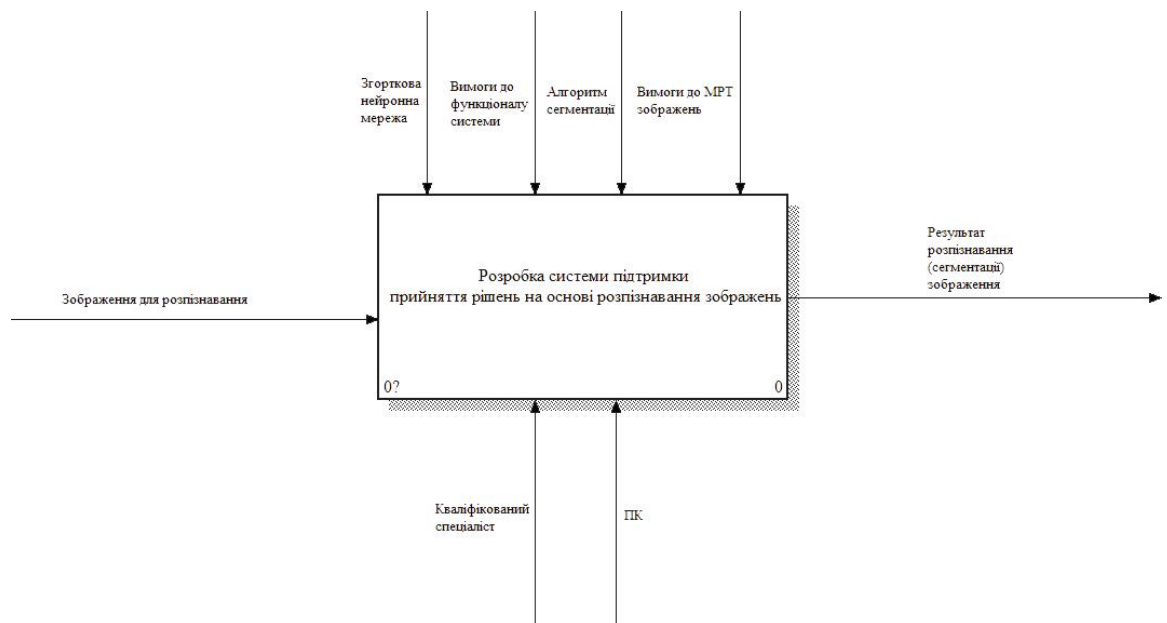 Згорткова
нейронна
мережа
Вимоги до
функціоналу
системи
Алгоритм
сегментації
Вимоги до МРТ
зображень
Зображення для розпізнавання
Розробка системи підтримки
прийняття рішень на основі розпізнавання зображень
0?
0
Результат
розпізнавання
(сегментації)
зображення
Кваліфікований
спеціаліст
ПК